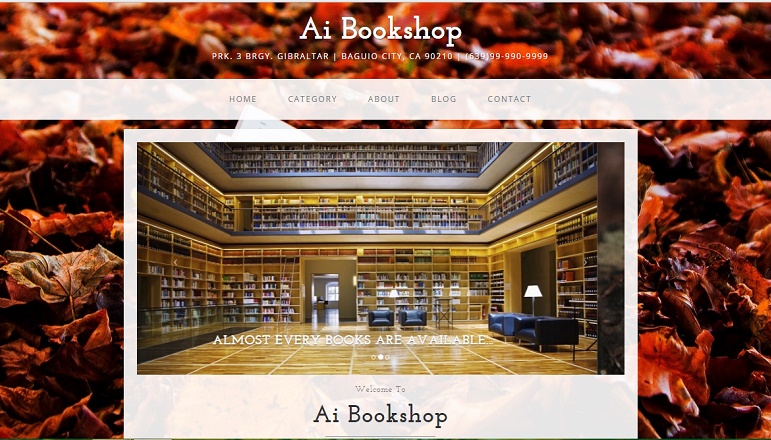 Ai Bookshop
PRK. 3 BRGY. GIBRALTAR | BAGUIO CITY, CA 90210 | (639)99-990-9999
HOME CATEGORY ABOUT BLOG CONTACT
ALMOST EVERY BOOKS ARE AVAILABLE..
Welcome To
Ai Bookshop